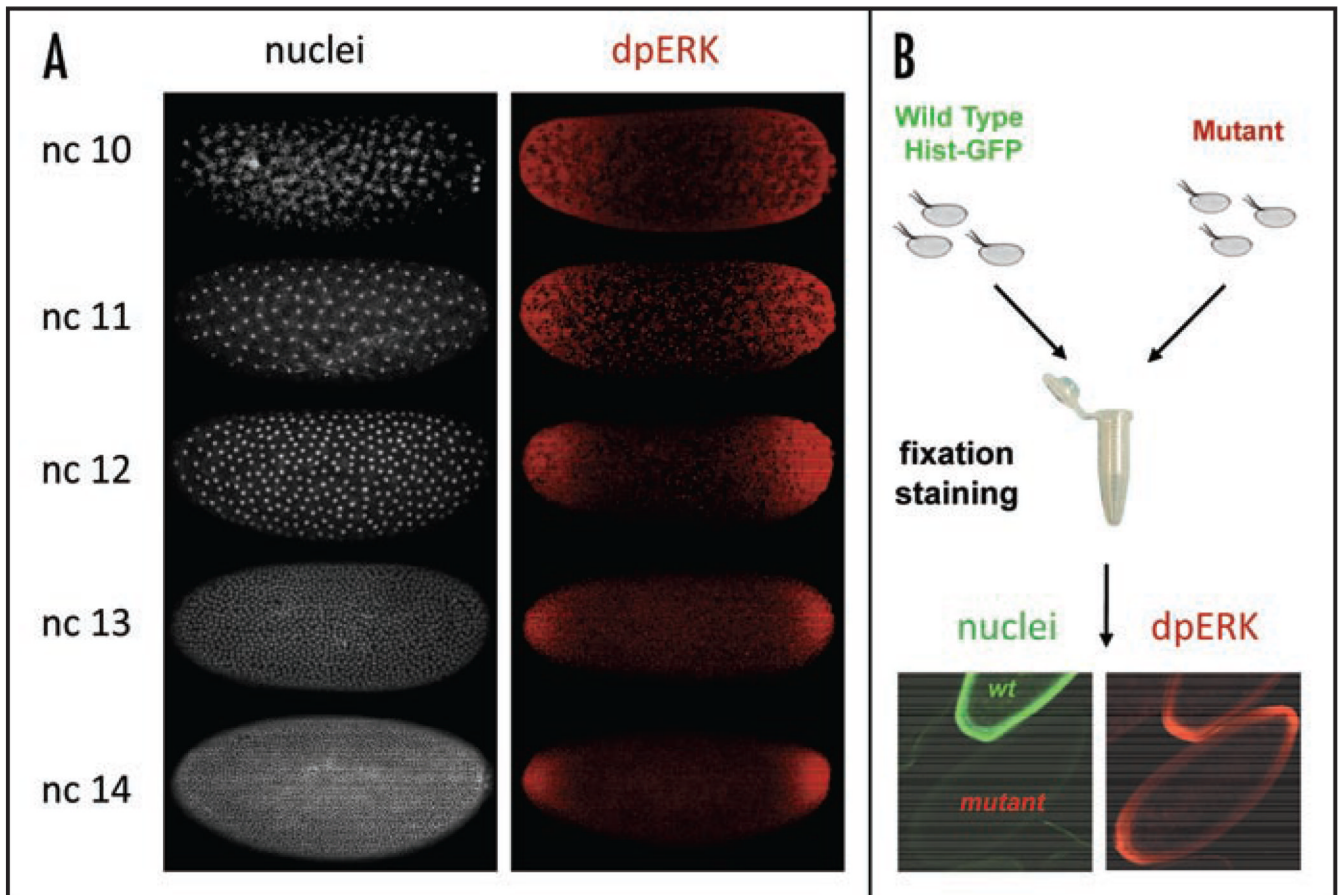 A
nuclei
dpERK
nc 10
nc 11
nc 12
nc 13
nc 14
B
Wild Type
Hist-GFP
Mutant
fixation
staining
nuclei
dpERK
wt
mutant